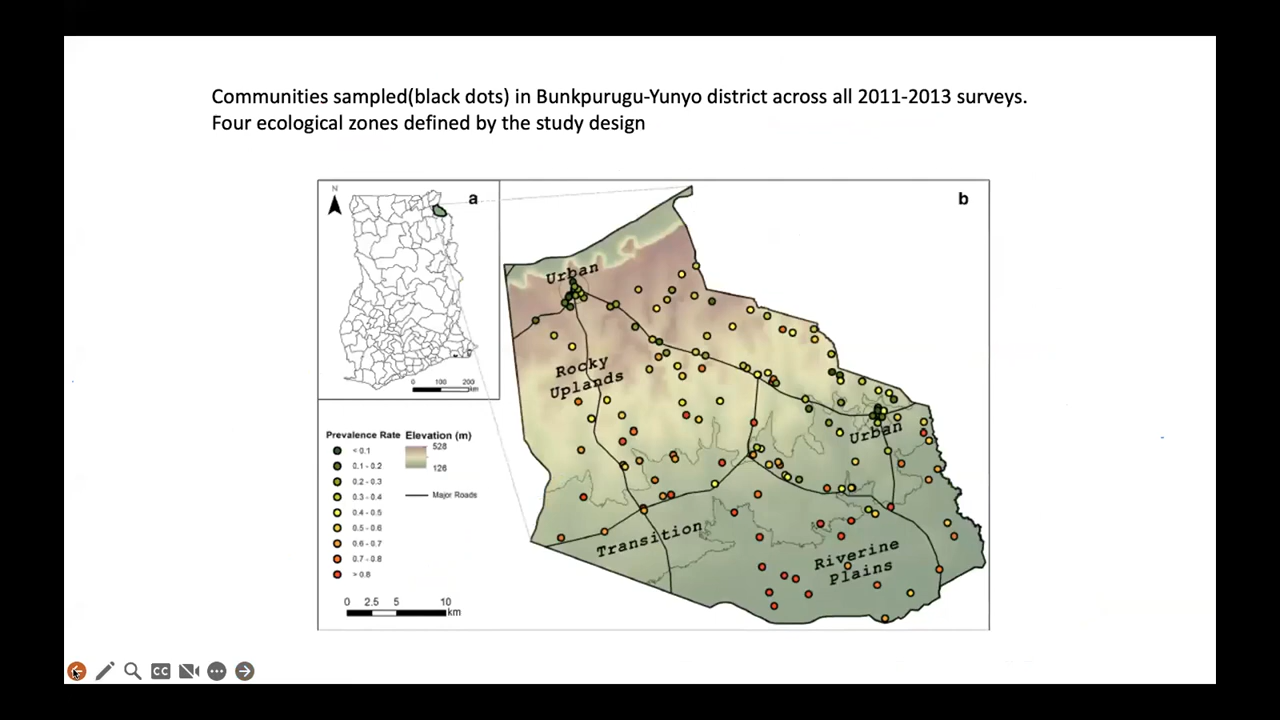 Communities sampled(black dots) in Bunkpurugu-Yunyo district across all 2011-2013 surveys.
Four ecological zones defined by the study design
N
a
b
0 100 200
km
Urban
Rocky
Uplands
Urban
Transition
Riverine
Plains
Prevalence Rate
< 0.1
0.1 - 0.2
0.2 - 0.3
0.3 - 0.4
0.4 - 0.5
0.5 - 0.6
0.6 - 0.7
0.7 - 0.8
> 0.8
Elevation (m)
528
126
Major Roads
0 2.5 5 10
km
CC